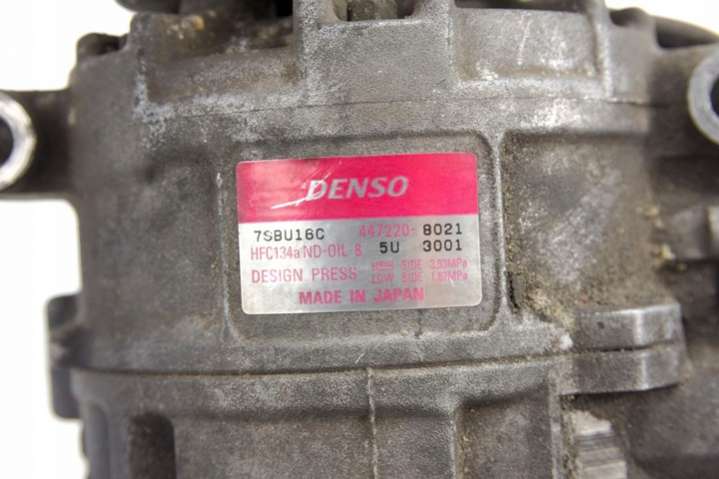 DENSO
7SBU16C 447220-8021
HFC134a ND-OIL 8 5U 3001
DESIGN PRESS HIGH SIDE 3.53MPa
LOW SIDE 1.62MPa
MADE IN JAPAN